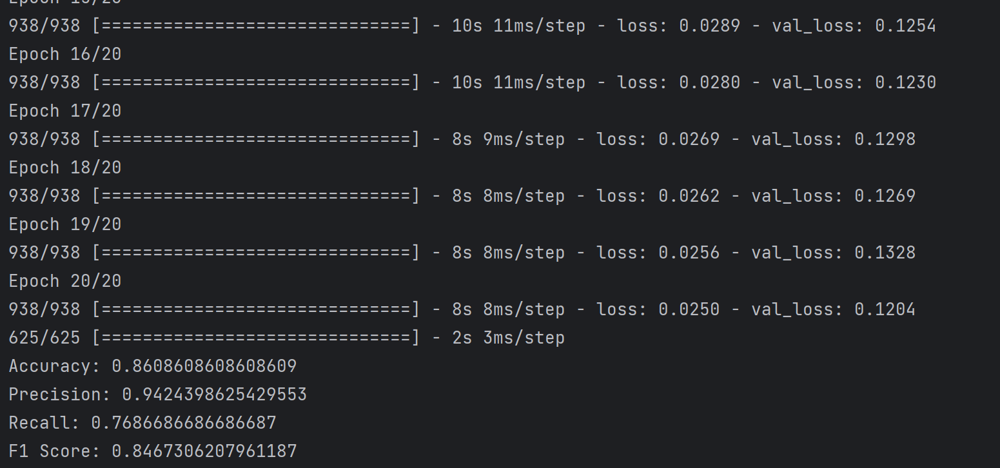 Epoch 15/20
938/938 [==============================] - 10s 11ms/step - loss: 0.0289 - val_loss: 0.1254
Epoch 16/20
938/938 [==============================] - 10s 11ms/step - loss: 0.0280 - val_loss: 0.1230
Epoch 17/20
938/938 [==============================] - 8s 9ms/step - loss: 0.0269 - val_loss: 0.1298
Epoch 18/20
938/938 [==============================] - 8s 8ms/step - loss: 0.0262 - val_loss: 0.1269
Epoch 19/20
938/938 [==============================] - 8s 8ms/step - loss: 0.0256 - val_loss: 0.1328
Epoch 20/20
938/938 [==============================] - 8s 8ms/step - loss: 0.0250 - val_loss: 0.1204
625/625 [==============================] - 2s 3ms/step
Accuracy: 0.8608608608608609
Precision: 0.9424398625429553
Recall: 0.7686686686686687
F1 Score: 0.8467306207961187